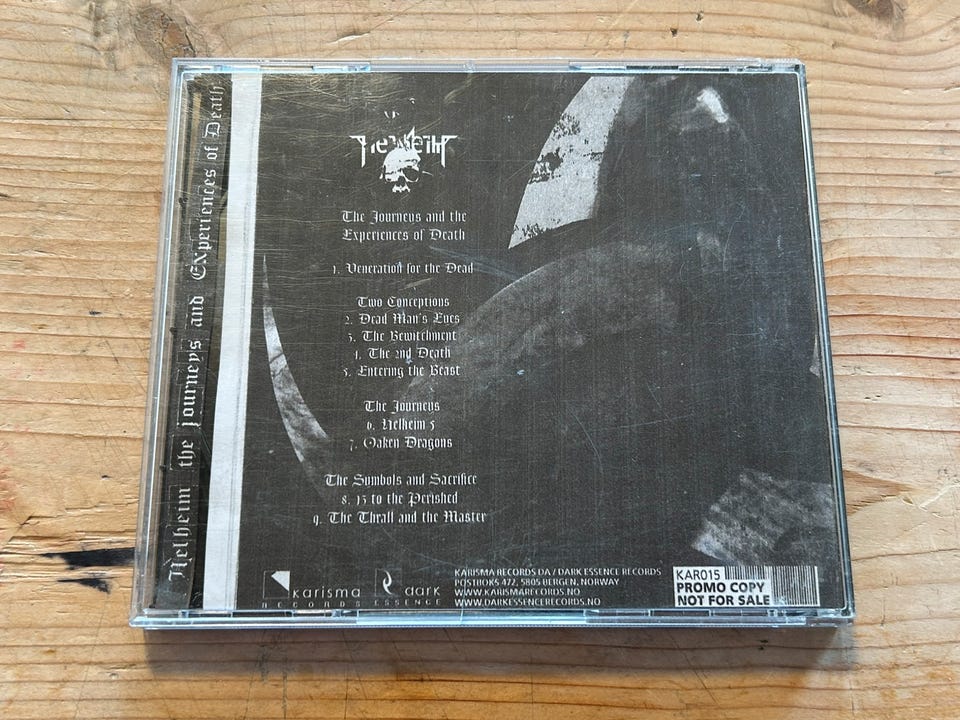 Helheim the journeys and Experiences of Death
Helheim
The Journeys and the
Experiences of Death
1. Veneration for the Dead
Two Conceptions
2. Dead Man's Eyes
3. The Bewitchment
4. The 2nd Death
5. Entering the Beast
The Journeys
6. Helheim 5
7. Oaken Dragons
The Symbols and Sacrifice
8. 13 to the Perished
9. The Thrall and the Master
karisma
RECORDS
dark
ESSENCE
KARISMA RECORDS DA / DARK ESSENCE RECORDS
POSTBOKS 472, 5805 BERGEN, NORWAY
WWW.KARISMARECORDS.NO
WWW.DARKESSENCERECORDS.NO
KAR015
PROMO COPY
NOT FOR SALE